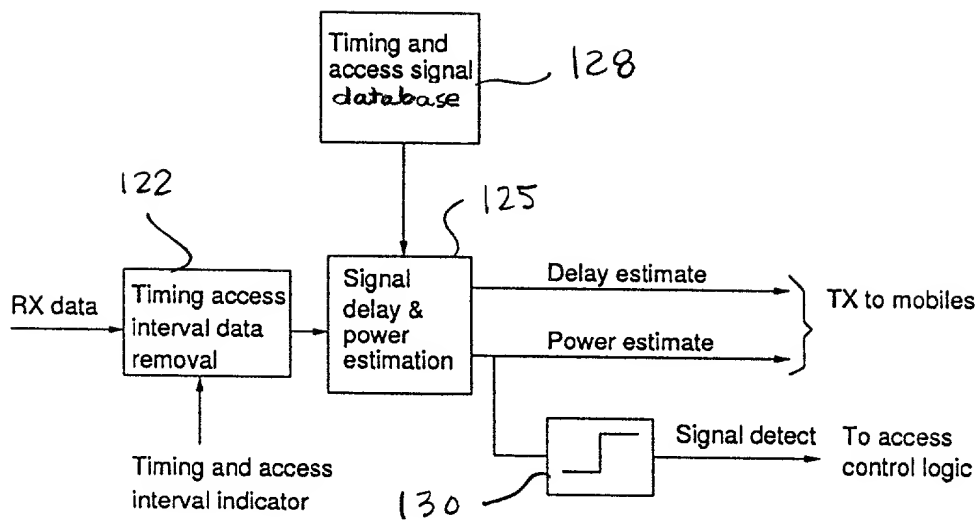 Timing and
access signal
database
128
122
125
RX data
Timing access
interval data
removal
Signal
delay &
power
estimation
Delay estimate
Power estimate
TX to mobiles
Timing and access
interval indicator
130
Signal detect
To access
control logic